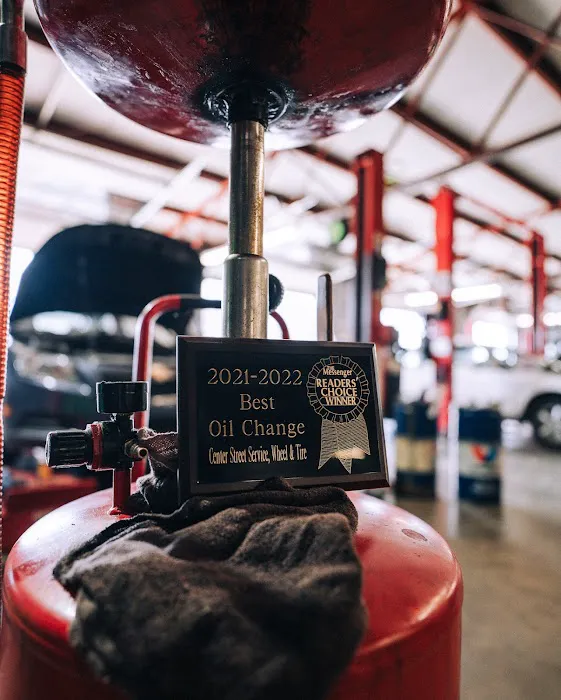 2021-2022
Best
Oil Change
Center Street Service, Wheel & Tire
Messenger
READERS'
CHOICE
WINNER